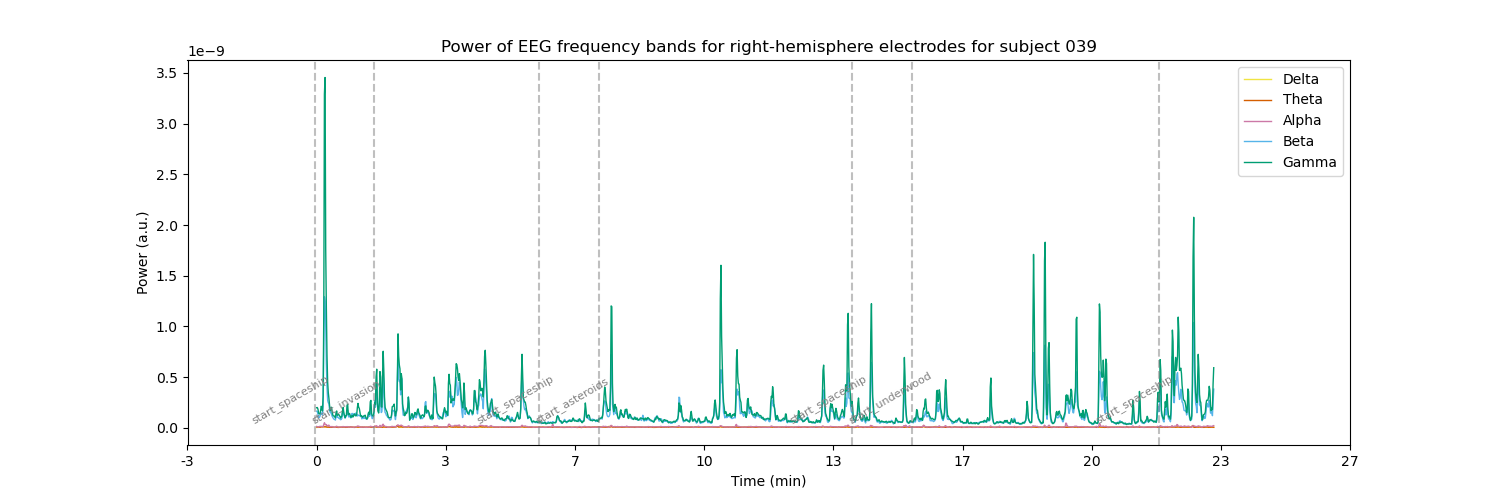 Power of EEG frequency bands for right-hemisphere electrodes for subject 039
1e−9
3.5
3.0
2.5
2.0
1.5
1.0
0.5
0.0
Power (a.u.)
Delta
Theta
Alpha
Beta
Gamma
start_spaceship
start_invasion
start_spaceship
start_asteroids
start_spaceship
start_underwood
start_spaceship
-3
0
3
7
10
13
17
20
23
27
Time (min)